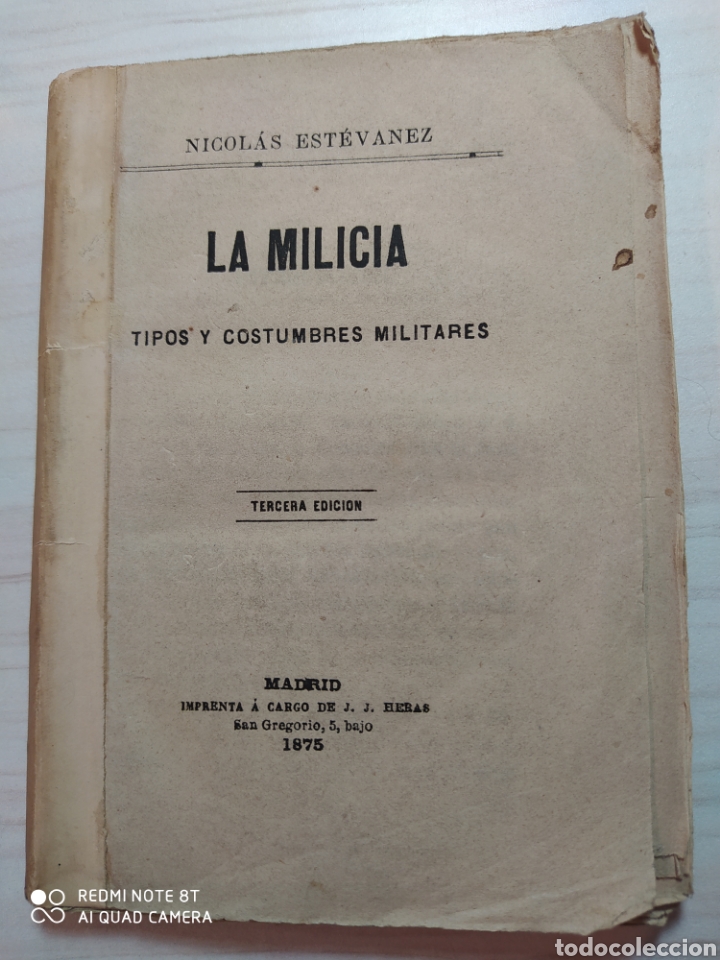 NICOLÁS ESTÉVANEZ
LA MILICIA
TIPOS Y COSTUMBRES MILITARES
TERCERA EDICION
MADRID
IMPRENTA Á CARGO DE J. J. HERAS
San Gregorio, 5, bajo
1875
REDMI NOTE 8T
AI QUAD CAMERA
todocoleccion